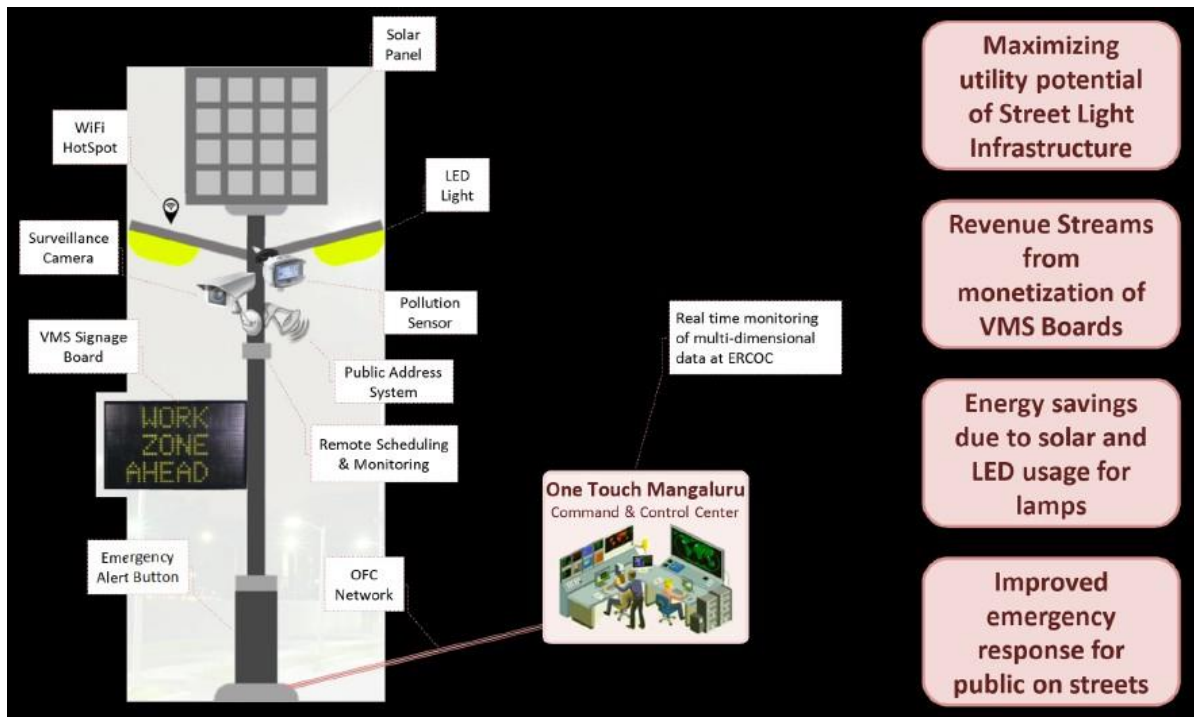 Solar
Panel
WiFi
HotSpot
LED
Light
Surveillance
Camera
Pollution
Sensor
VMS Signage
Board
Public Address
System
WORK
ZONE
AHEAD
Remote Scheduling
& Monitoring
Emergency
Alert Button
OFC
Network
Real time monitoring
of multi-dimensional
data at ERCOC
One Touch Mangaluru
Command & Control Center
Maximizing
utility potential
of Street Light
Infrastructure
Revenue Streams
from
monetization of
VMS Boards
Energy savings
due to solar and
LED usage for
lamps
Improved
emergency
response for
public on streets